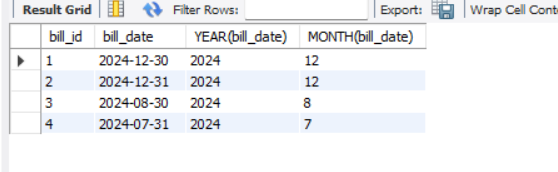 Result Grid Filter Rows: Export: Wrap Cell Cont
bill_id bill_date YEAR(bill_date) MONTH(bill_date)
1 2024-12-30 2024 12
2 2024-12-31 2024 12
3 2024-08-30 2024 8
4 2024-07-31 2024 7